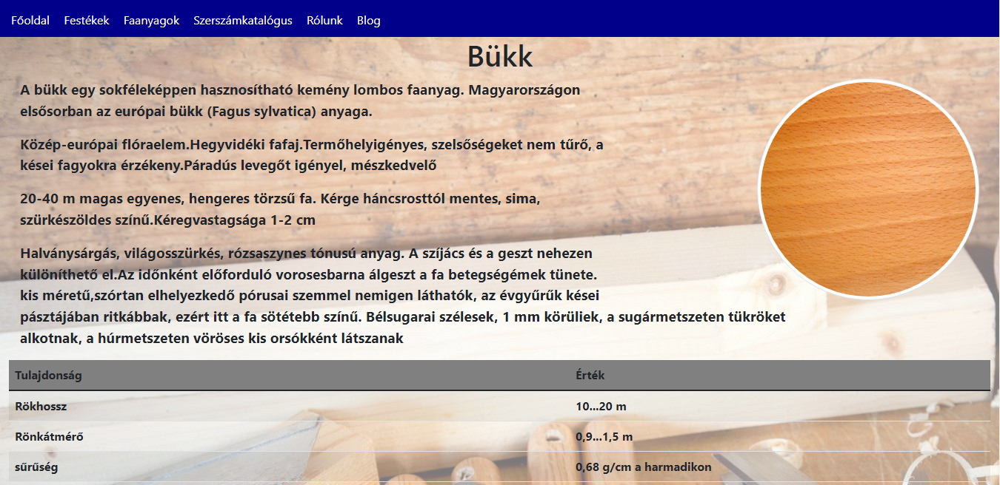 Főoldal Festékek Faanyagok Szerszámkatalógus Rólunk Blog
Bükk
A bükk egy sokféleképpen hasznosítható kemény lombos faanyag. Magyarországon
elsősorban az európai bükk (Fagus sylvatica) anyaga.
Közép-európai flóraelem.Hegyvidéki fafaj.Termőhelyigényes, szelsőségeket nem tűrő, a
kései fagyokra érzékeny.Páradús levegőt igényel, mészkedvelő
20-40 m magas egyenes, hengeres törzsű fa. Kérge háncsrosttól mentes, sima,
szürkészöldes színű.Kéregvastagsága 1-2 cm
Halványsárgás, világosszürkés, rózsaszynes tónusú anyag. A szíjács és a geszt nehezen
különíthető el.Az időnként előforduló vorosesbarna álgeszt a fa betegségémek tünete.
kis méretű,szórtan elhelyezkedő pórusai szemmel nemigen láthatók, az évgyűrűk kései
pásztájában ritkábbak, ezért itt a fa sötétebb színű. Bélsugarai szélesek, 1 mm körüliek, a sugármetszeten tükröket
alkotnak, a húrmetszeten vöröses kis orsókként látszanak
Tulajdonság Érték
Rökhossz 10...20 m
Rönkátmérő 0,9...1,5 m
sűrűség 0,68 g/cm a harmadikon